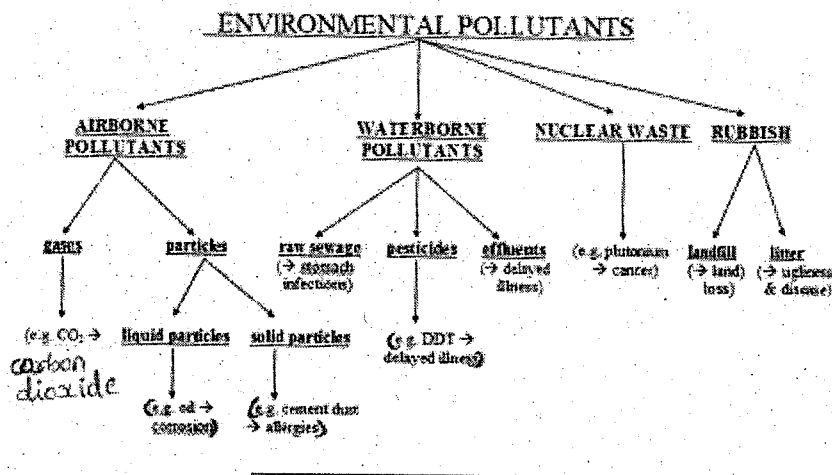 ENVIRONMENTAL POLLUTANTS
AIRBORNE
POLLUTANTS
WATERBORNE
POLLUTANTS
NUCLEAR WASTE
RUBBISH
gases
particles
raw sewage
(→ stomach
infections)
pesticides
effluents
(→ delayed
illness)
(e.g. plutonium
→ cancer)
landfill
(→ land)
loss)
litter
(→ ugliness
& disease)
(e.g. CO₂ →
carbon
dioxide
liquid particles
solid particles
(e.g. DDT →
delayed illness)
(e.g. oil →
corrosion)
(e.g. cement dust
→ allergies)